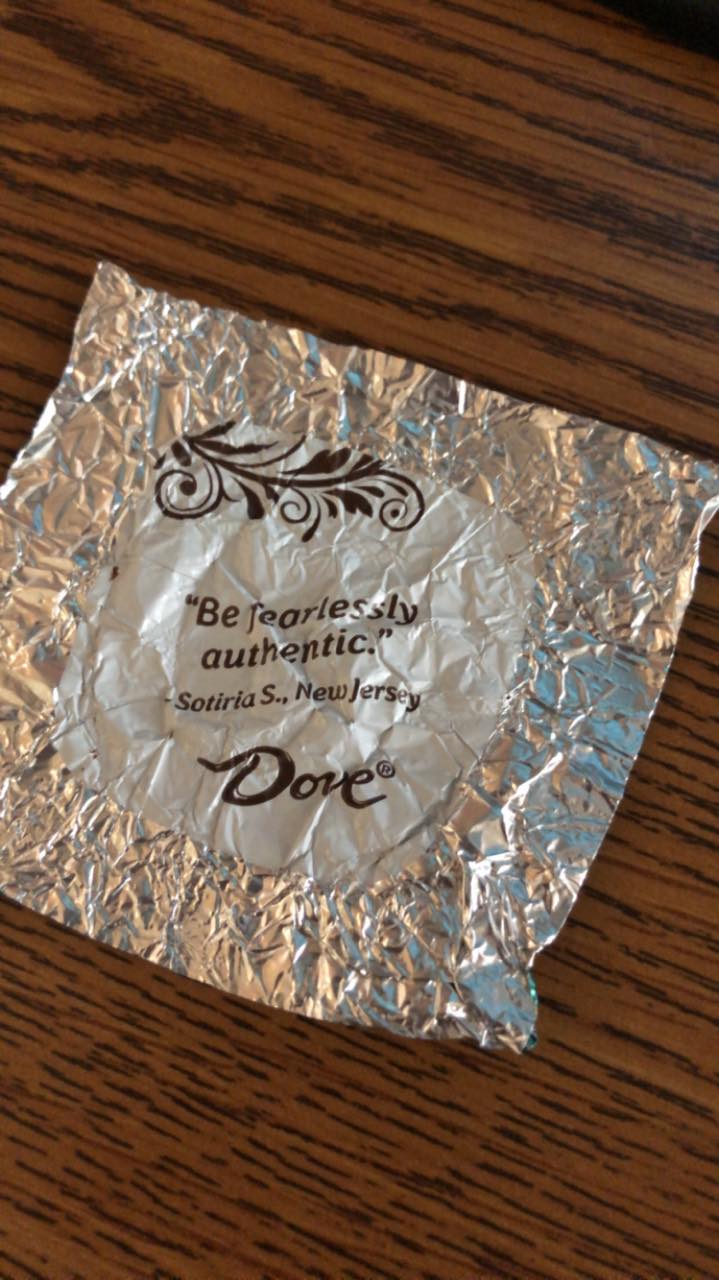 “Be fearlessly
authentic.”
-Sotiria S., New Jersey
Dove®